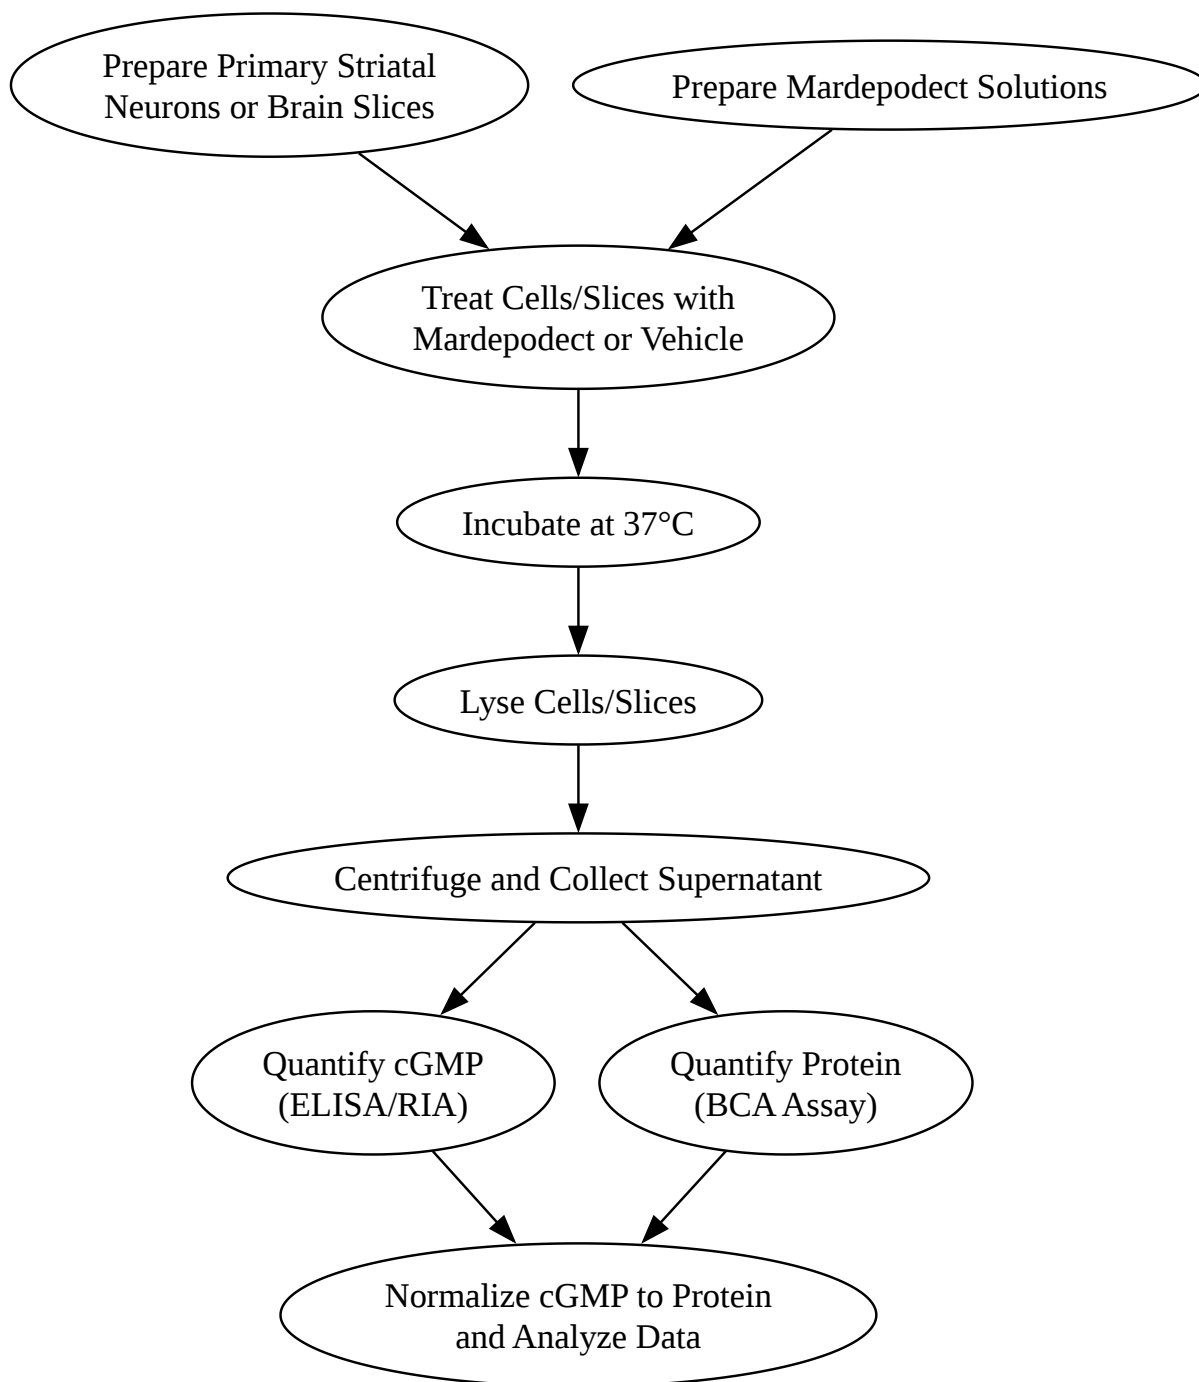 Prepare Primary Striatal
Neurons or Brain Slices
Prepare Mardepodect Solutions
Treat Cells/Slices with
Mardepodect or Vehicle
Incubate at 37°C
Lyse Cells/Slices
Centrifuge and Collect Supernatant
Quantify cGMP
(ELISA/RIA)
Quantify Protein
(BCA Assay)
Normalize cGMP to Protein
and Analyze Data